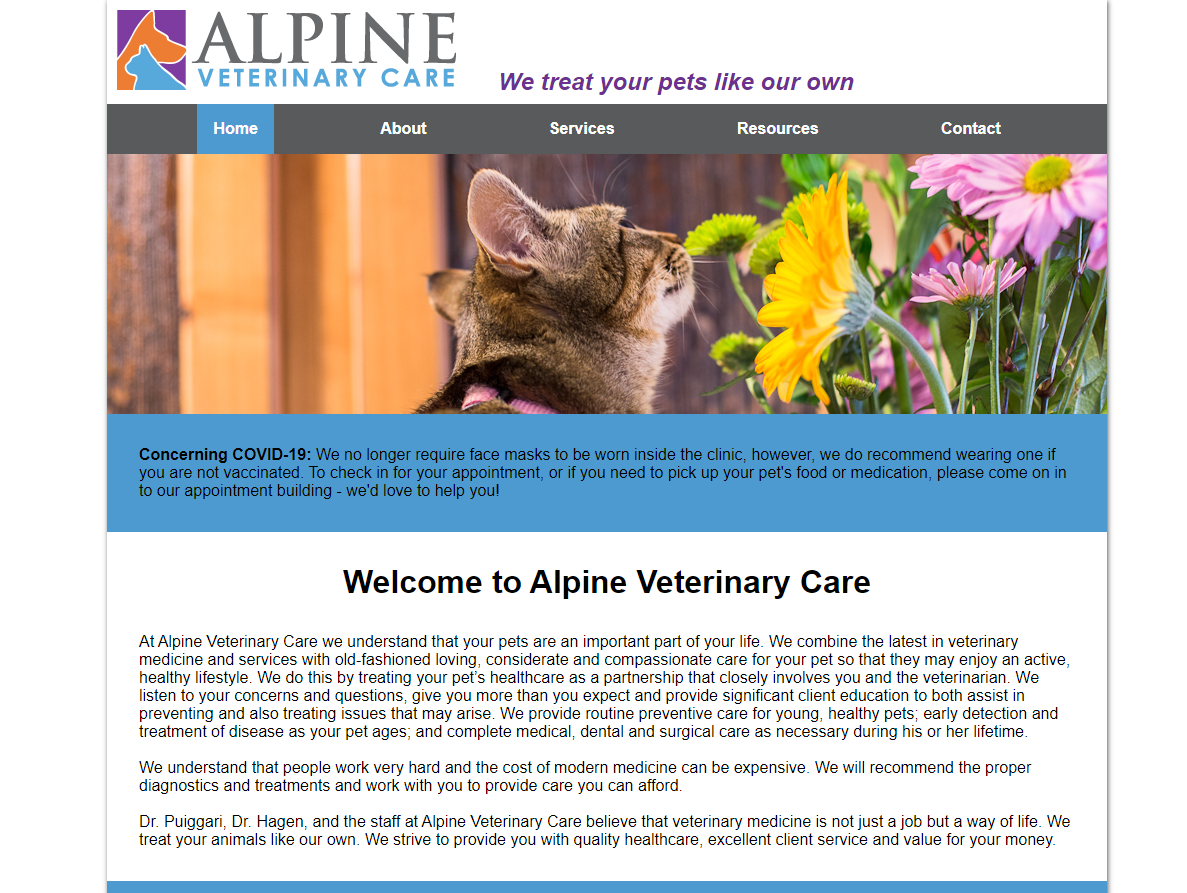 ALPINE
VETERINARY CARE
We treat your pets like our own
Home About Services Resources Contact
Concerning COVID-19: We no longer require face masks to be worn inside the clinic, however, we do recommend wearing one if
you are not vaccinated. To check in for your appointment, or if you need to pick up your pet's food or medication, please come on in
to our appointment building - we'd love to help you!
Welcome to Alpine Veterinary Care
At Alpine Veterinary Care we understand that your pets are an important part of your life. We combine the latest in veterinary
medicine and services with old-fashioned loving, considerate and compassionate care for your pet so that they may enjoy an active,
healthy lifestyle. We do this by treating your pet’s healthcare as a partnership that closely involves you and the veterinarian. We
listen to your concerns and questions, give you more than you expect and provide significant client education to both assist in
preventing and also treating issues that may arise. We provide routine preventive care for young, healthy pets; early detection and
treatment of disease as your pet ages; and complete medical, dental and surgical care as necessary during his or her lifetime.
We understand that people work very hard and the cost of modern medicine can be expensive. We will recommend the proper
diagnostics and treatments and work with you to provide care you can afford.
Dr. Puiggari, Dr. Hagen, and the staff at Alpine Veterinary Care believe that veterinary medicine is not just a job but a way of life. We
treat your animals like our own. We strive to provide you with quality healthcare, excellent client service and value for your money.